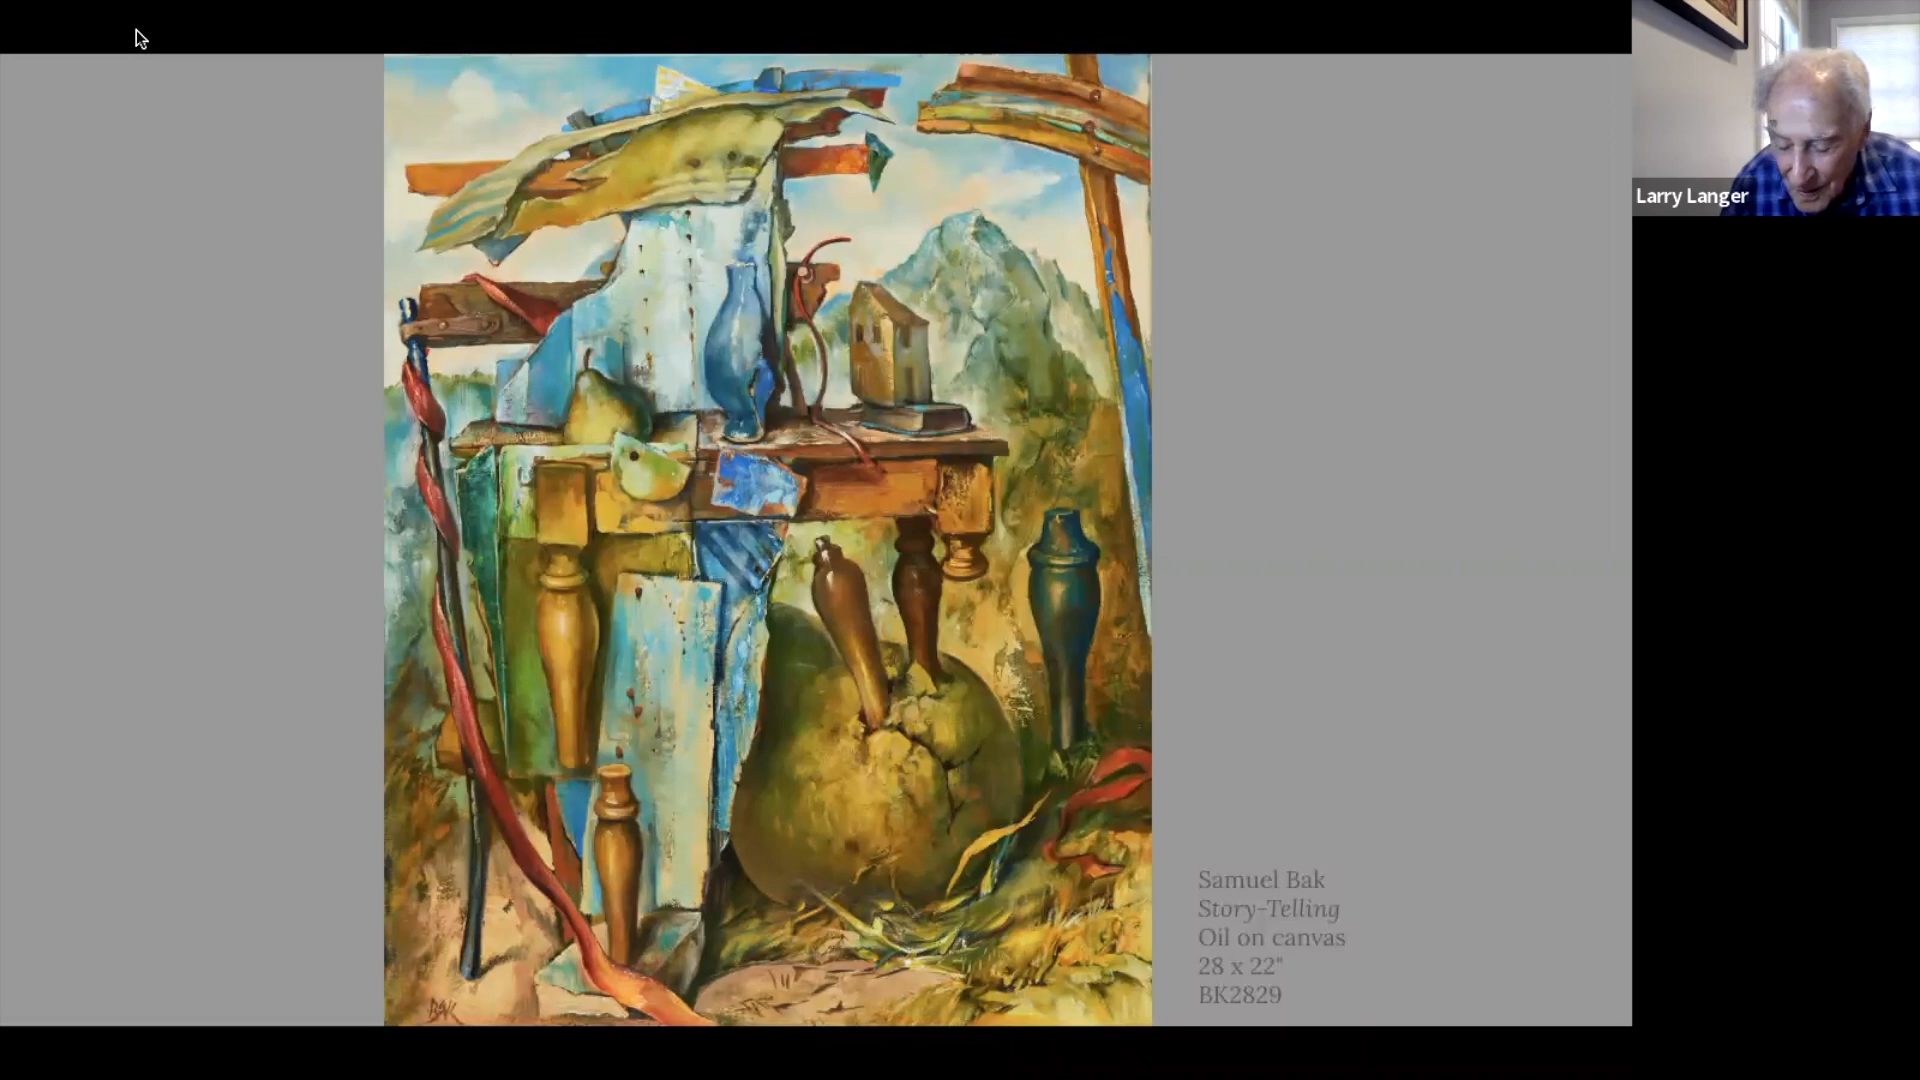 Larry Langer
BAK
Samuel Bak
Story-Telling
Oil on canvas
28 x 22"
BK2829